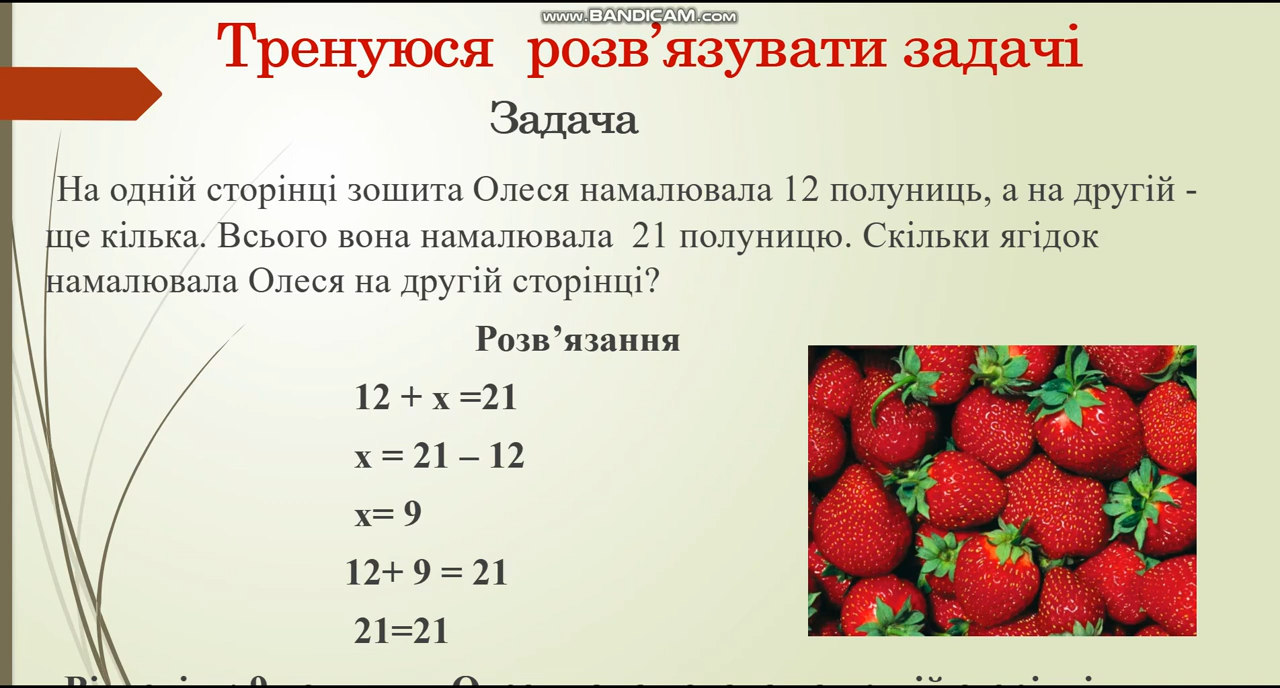 www.BANDICAM.com
Тренуюся розв’язувати задачі
Задача
На одній сторінці зошита Олеся намалювала 12 полуниць, а на другій -
ще кілька. Всього вона намалювала 21 полуницю. Скільки ягідок
намалювала Олеся на другій сторінці?
Розв’язання
12 + х =21
х = 21 – 12
х= 9
12+ 9 = 21
21=21